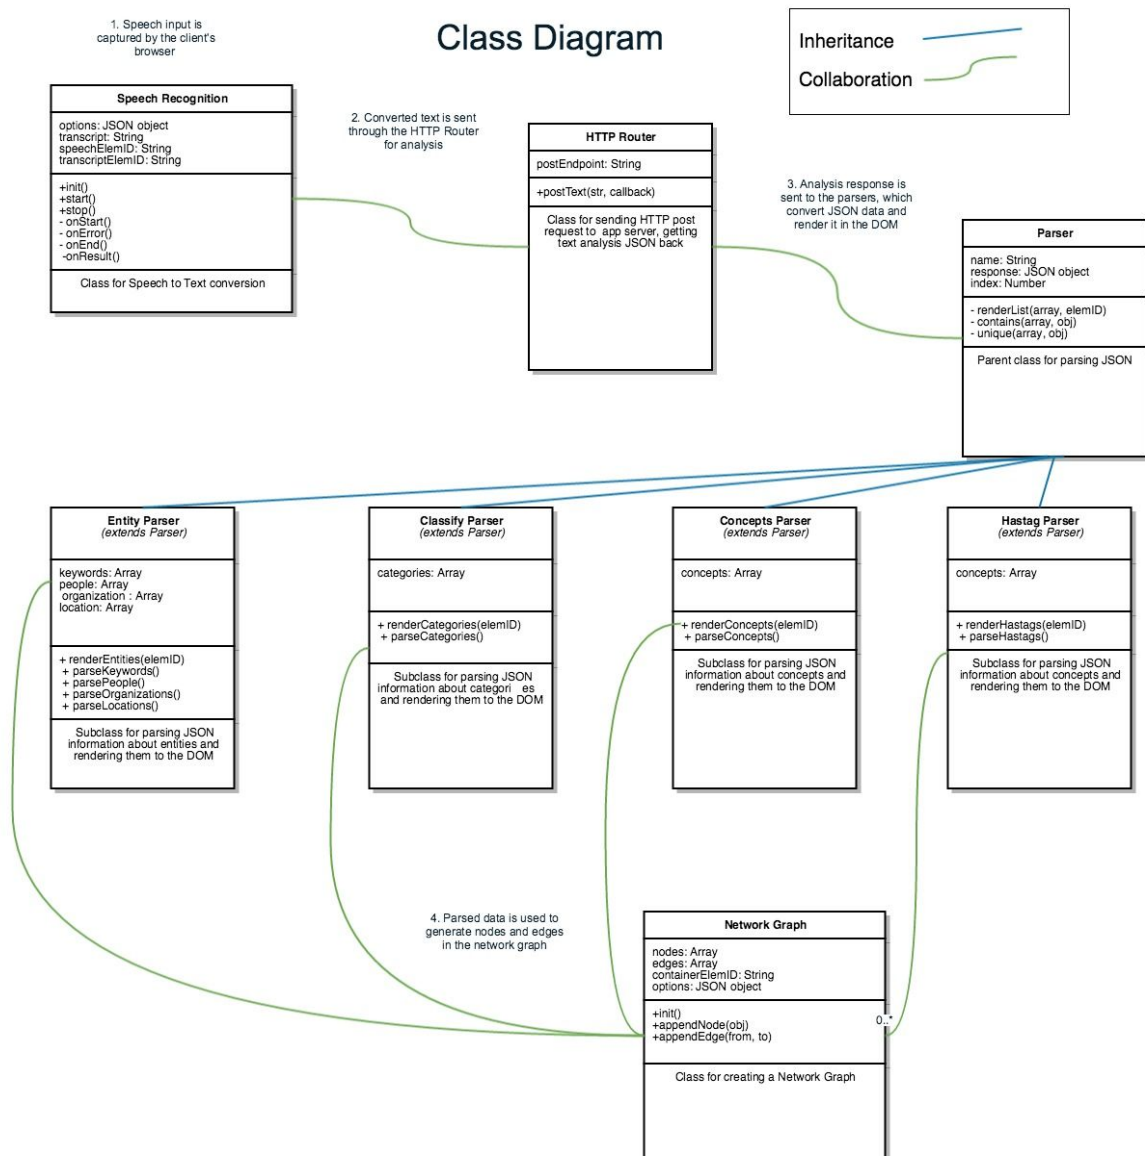 1. Speech input is
captured by the client's
browser
Class Diagram
Inheritance
Collaboration
Speech Recognition
options: JSON object
transcript: String
speechElemID: String
transcriptElemID: String
+init()
+start()
+stop()
- onStart()
- onError()
- onEnd()
-onResult()
Class for Speech to Text conversion
2. Converted text is sent
through the HTTP Router
for analysis
HTTP Router
postEndpoint: String
+postText(str, callback)
Class for sending HTTP post
request to app server, getting
text analysis JSON back
3. Analysis response is
sent to the parsers, which
convert JSON data and
render it in the DOM
Parser
name: String
response: JSON object
index: Number
- renderList(array, elemID)
- contains(array, obj)
- unique(array, obj)
Parent class for parsing JSON
Entity Parser
(extends Parser)
keywords: Array
people: Array
organization : Array
location: Array
+ renderEntities(elemID)
+ parseKeywords()
+ parsePeople()
+ parseOrganizations()
+ parseLocations()
Subclass for parsing JSON
information about entities and
rendering them to the DOM
Classify Parser
(extends Parser)
categories: Array
+ renderCategories(elemID)
+ parseCategories()
Subclass for parsing JSON
information about categori es
and rendering them to the DOM
Concepts Parser
(extends Parser)
concepts: Array
+ renderConcepts(elemID)
+ parseConcepts()
Subclass for parsing JSON
information about concepts and
rendering them to the DOM
Hastag Parser
(extends Parser)
concepts: Array
+ renderHastags(elemID)
+ parseHastags()
Subclass for parsing JSON
information about concepts and
rendering them to the DOM
4. Parsed data is used to
generate nodes and edges
in the network graph
Network Graph
nodes: Array
edges: Array
containerElemID: String
options: JSON object
+init()
+appendNode(obj)
+appendEdge(from, to)
0..*
Class for creating a Network Graph